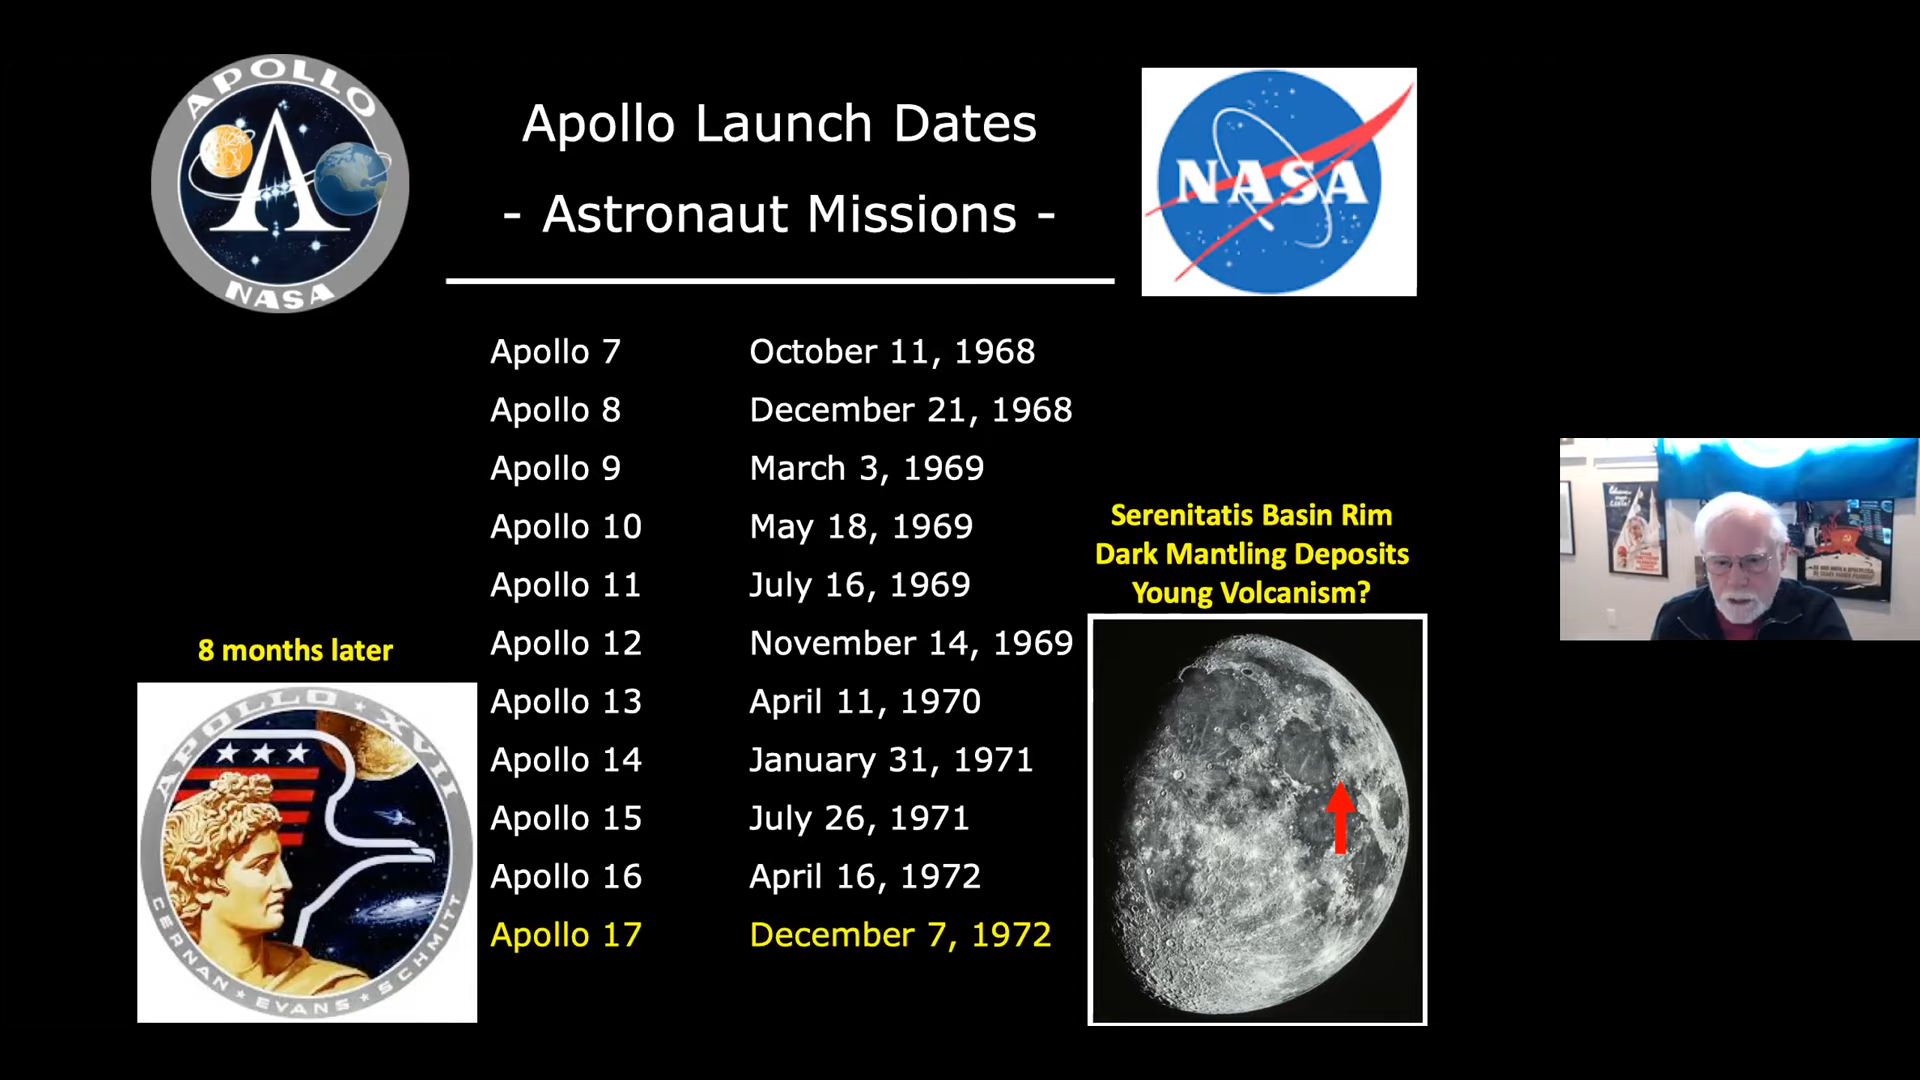 APOLLO
NASA
Apollo Launch Dates
- Astronaut Missions -
NASA
Apollo 7 October 11, 1968
Apollo 8 December 21, 1968
Apollo 9 March 3, 1969
Apollo 10 May 18, 1969
Apollo 11 July 16, 1969
Apollo 12 November 14, 1969
Apollo 13 April 11, 1970
Apollo 14 January 31, 1971
Apollo 15 July 26, 1971
Apollo 16 April 16, 1972
Apollo 17 December 7, 1972
8 months later
APOLLO XVII
CERNAN EVANS SCHMITT
Serenitatis Basin Rim
Dark Mantling Deposits
Young Volcanism?